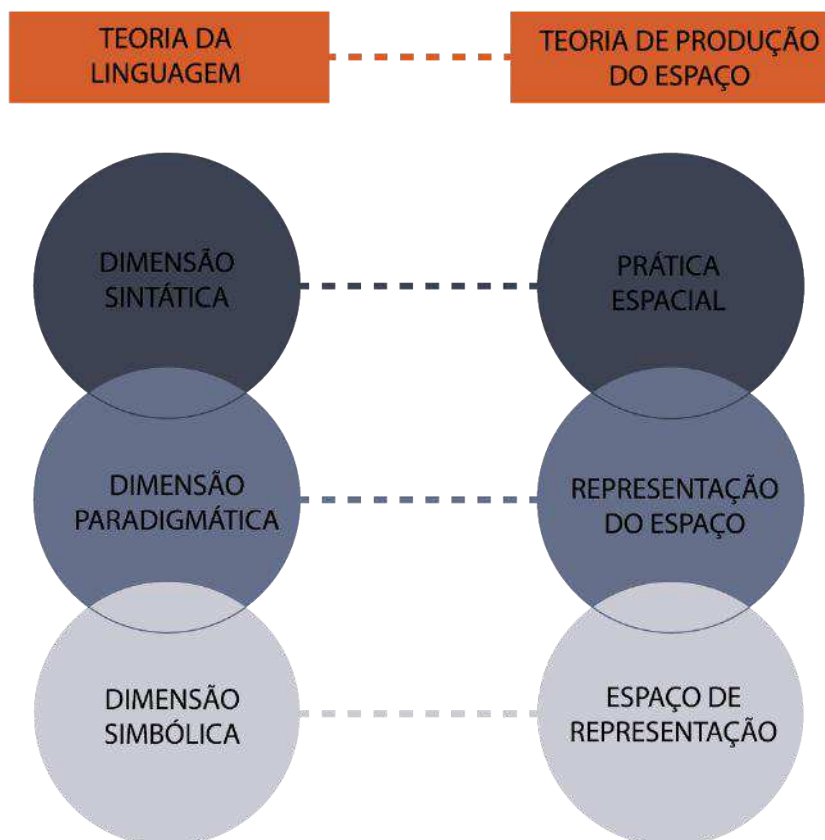 TEORIA DA
LINGUAGEM
TEORIA DE PRODUÇÃO
DO ESPAÇO
DIMENSÃO
SINTÁTICA
PRÁTICA
ESPACIAL
DIMENSÃO
PARADIGMÁTICA
REPRESENTAÇÃO
DO ESPAÇO
DIMENSÃO
SIMBÓLICA
ESPAÇO DE
REPRESENTAÇÃO